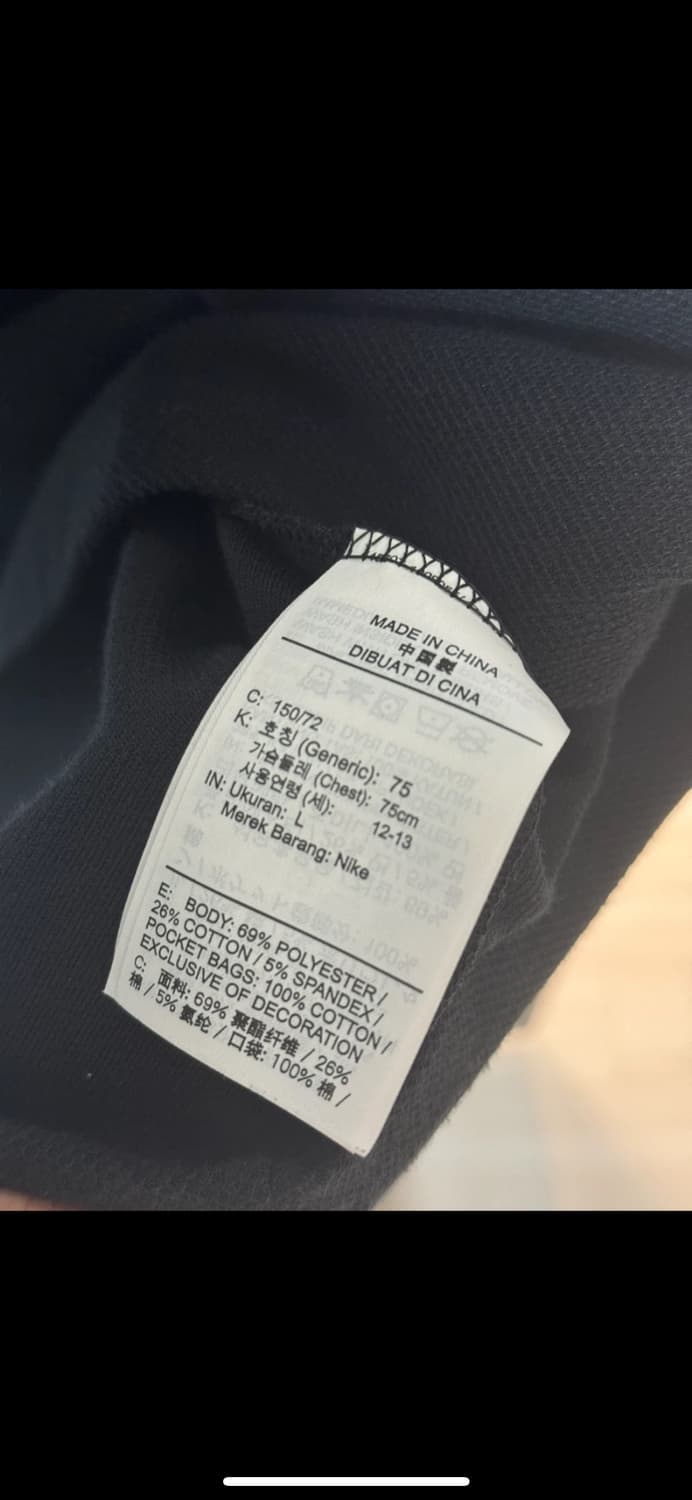 MADE IN CHINA
中国製
DIBUAT DI CINA
C: 150/72
K: 호칭 (Generic): 75
가슴둘레 (Chest): 75cm
사용연령 (세): 12-13
IN: Ukuran: L
Merek Barang: Nike
E: BODY: 69% POLYESTER /
26% COTTON / 5% SPANDEX /
POCKET BAGS: 100% COTTON /
EXCLUSIVE OF DECORATION
C: 面料: 69% 聚酯纤维 / 26%
棉 / 5% 氨纶 / 口袋: 100% 棉 /